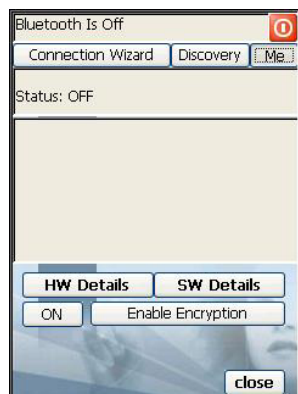 Bluetooth Is Off
Connection Wizard Discovery Me
Status: OFF
HW Details SW Details
ON Enable Encryption
close